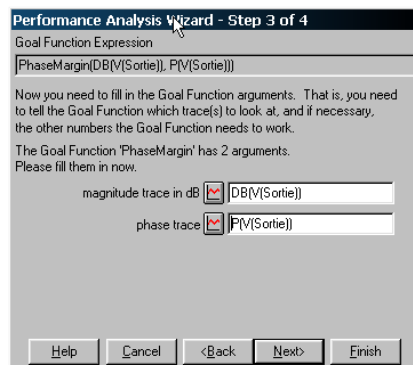 Performance Analysis Wizard - Step 3 of 4
Goal Function Expression
PhaseMargin(DB(V(Sortie)), P(V(Sortie)))
Now you need to fill in the Goal Function arguments. That is, you need
to tell the Goal Function which trace(s) to look at, and if necessary,
the other numbers the Goal Function needs to work.
The Goal Function 'PhaseMargin' has 2 arguments.
Please fill them in now.
magnitude trace in dB DB(V(Sortie))
phase trace P(V(Sortie))
Help Cancel <Back Next> Finish